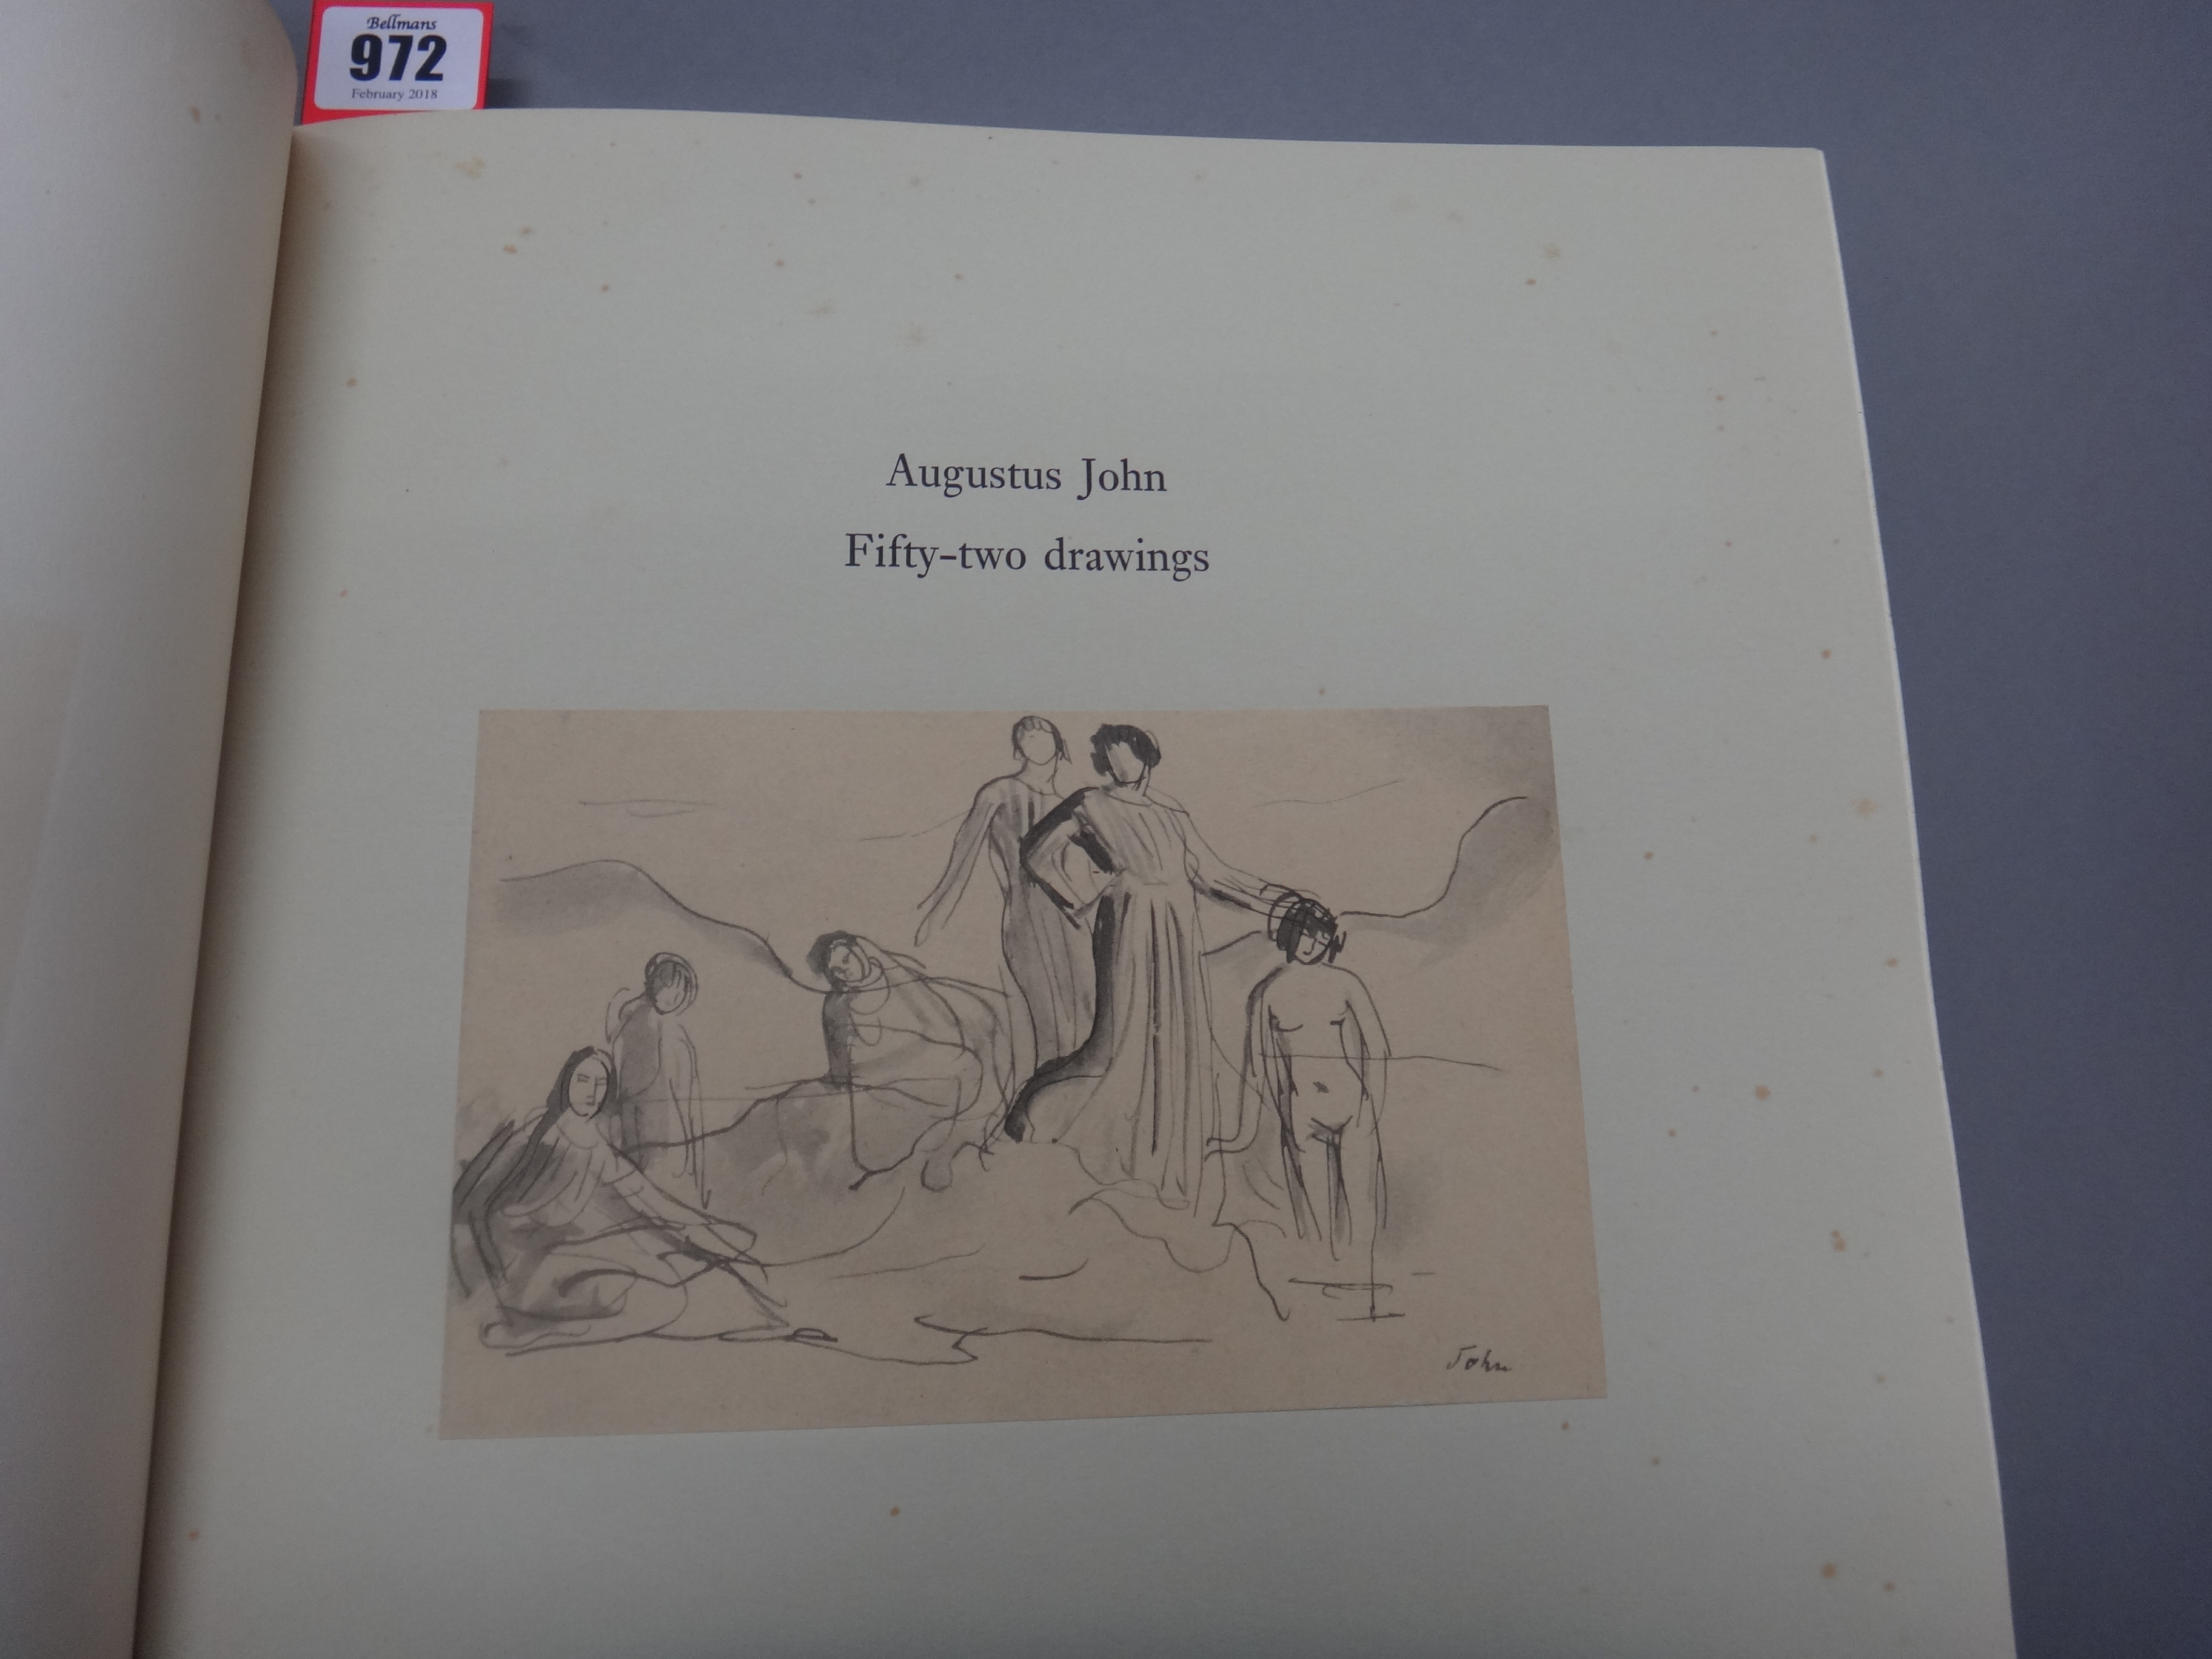 Bellmans
972
February 2018
Augustus John
Fifty-two drawings
John